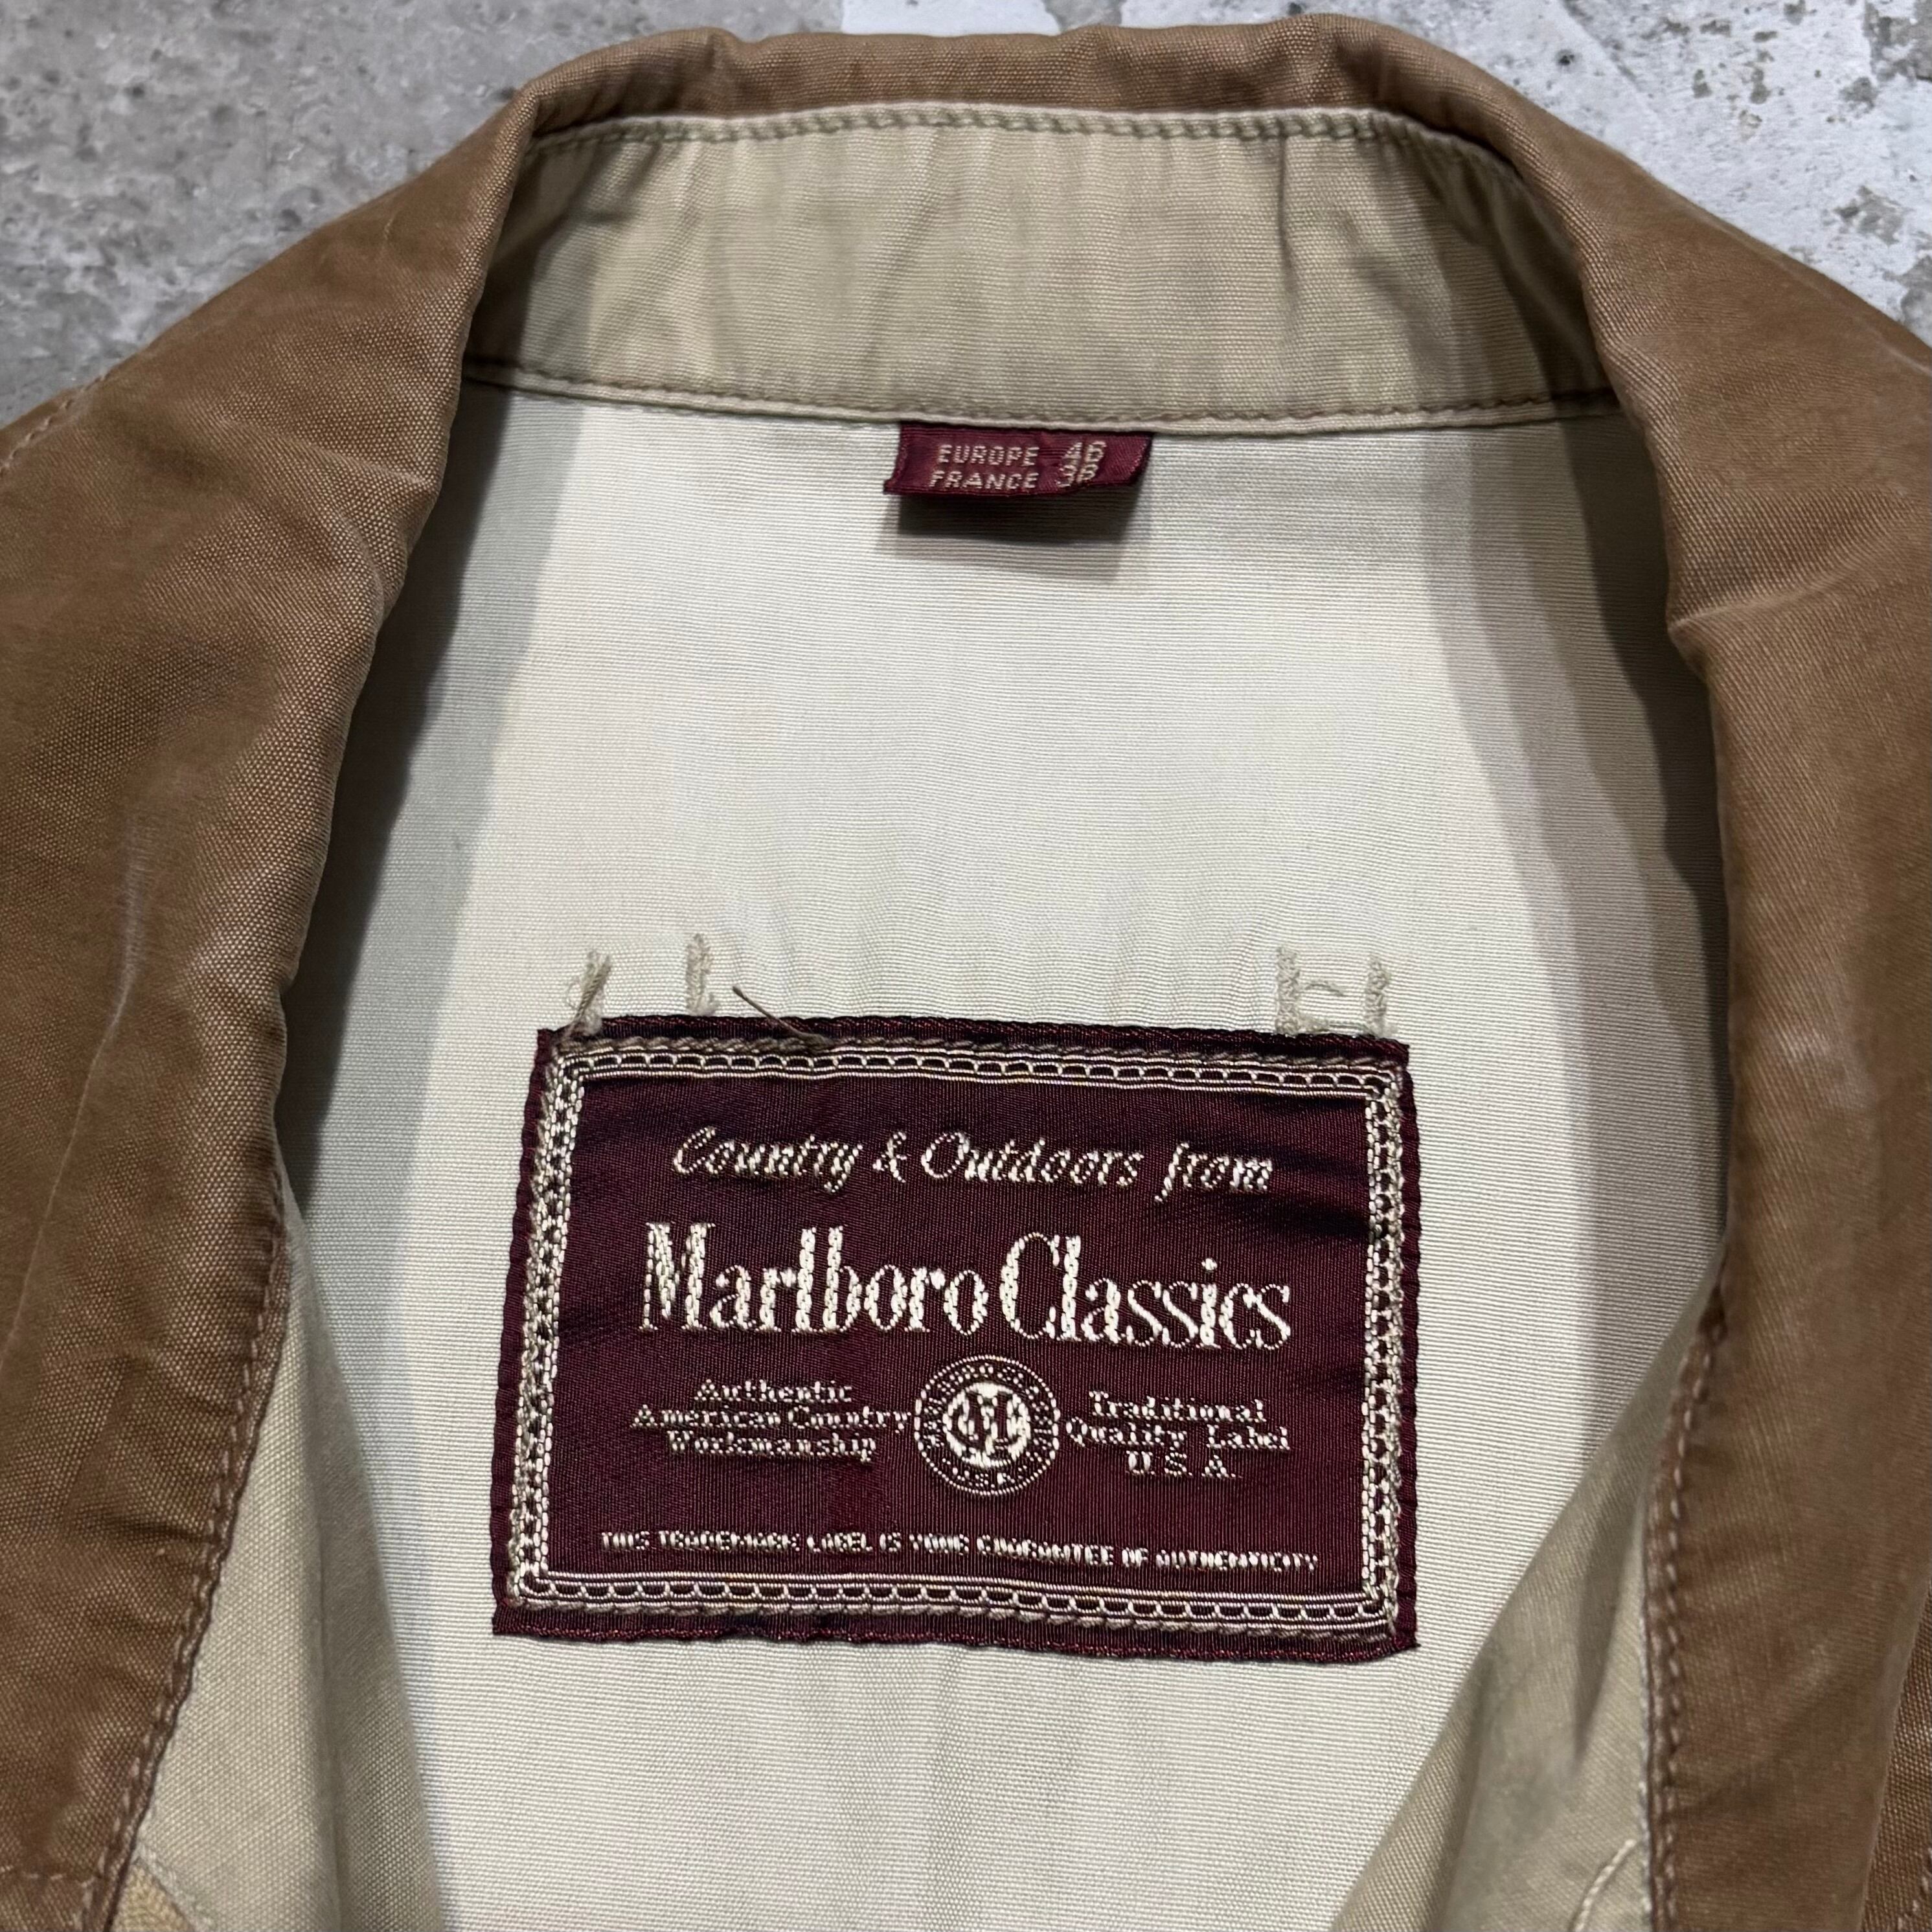 EUROPE 46
FRANCE
Country & Outdoors from
Marlboro Classics
Authentic
American Country
Workmanship
Traditional
Quality Label
U.S.A.
THIS TRADEMARK LABEL IS YOUR GUARANTEE OF AUTHENTICITY